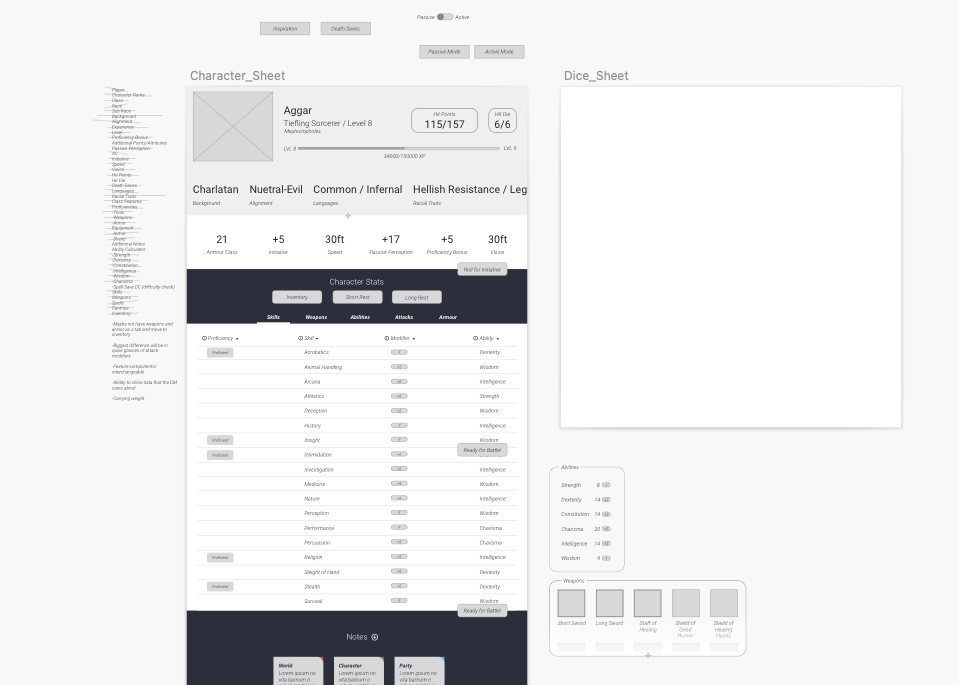 Passive Active
Inspiration Death Saves
Passive Mode Active Mode
Character_Sheet
Dice_Sheet
Player
Character Name
Class
Race
Sub Race
Background
Alignment
Experience
Level
Proficiency Bonus
Additional Points/Attributes
Passive Perception
AC
Initiative
Speed
Vision
Hit Points
Hit Die
Death Saves
Languages
Racial Traits
Class Features
Proficiencies
-Tools
-Weapons
-Armor
Equipment
-Armor
-Shield
Additional Notes
Ability Calculator
-Strength
-Dexterity
-Constitution
-Intelligence
-Wisdom
-Charisma
-Spell Save DC (difficulty check)
Skills
Weapons
Spells
Cantrips
Inventory
-Maybe not have weapons and
armor as a tab and move to
inventory
-Biggest difference will be in
quick glances of attack
modifiers
-Feature components/
interchangeable
-Ability to show data that the DM
cares about
-Carrying weight
Aggar
Tiefling Sorcerer / Level 8
Mephistopholes
Hit Points
115/157
Hit Die
6/6
LVL 8 LVL 9
34000/150000 XP
Charlatan Nuetral-Evil Common / Infernal Hellish Resistance / Leg
Background Alignment Languages Racial Traits
21 +5 30ft +17 +5 30ft
Armour Class Initiative Speed Passive Perception Proficiency Bonus Vision
Roll for Initiative
Character Stats
Inventory Short Rest Long Rest
Skills Weapons Abilities Attacks Armour
Proficiency Skill Modifier Ability
Proficient Acrobatics Dexterity
Animal Handling Wisdom
Arcana Intelligence
Athletics Strength
Deception Wisdom
History Intelligence
Proficient Insight Wisdom
Ready for Battle!
Proficient Intimidation
Investigation Intelligence
Medicine Wisdom
Nature Intelligence
Perception Wisdom
Performance Charisma
Persuasion Charisma
Proficient Religion Intelligence
Sleight of Hand Dexterity
Proficient Stealth Dexterity
Survival Wisdom
Ready for Battle!
Notes
World Character Party
Lorem ipsum no Lorem ipsum no Lorem ipsum no
vita barnum e vita barnum e vita barnum e
Abilities
Strength 8
Dexterity 14
Constitution 14
Charisma 20
Intelligence 14
Wisdom 9
Weapons
Short Sword Long Sword Staff of Healing Shield of Good Humor Shield of Healing Hands